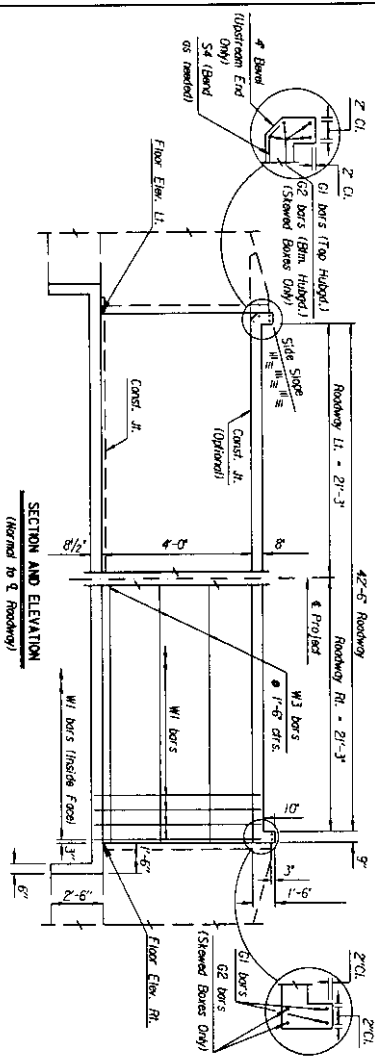 2" Cl.
2" Cl.
G1 bars (Top Hubgd.)
G2 bars (Btm. Hubgd.)
(Skewed Boxes Only)
4" Bevel
(Upstream End
Only)
S4 (Bend
as needed)
Floor Elev. Lt.
Side Slope
Const. Jt.
(Optional)
Const. Jt.
42'-6" Roadway
Roadway Lt. = 21'-3"
Roadway Rt. = 21'-3"
℄ Project
8"
4'-0"
8½"
W3 bars
@ 1'-6" ctrs.
W1 bars
W1 bars (Inside Face)
10"
9"
3"
1'-6"
1'-6"
3"
2'-6"
6"
Floor Elev. Rt.
2"Cl.
2"Cl.
G1 bars
G2 bars
(Skewed Boxes Only)
SECTION AND ELEVATION
(Normal to ℄ Roadway)